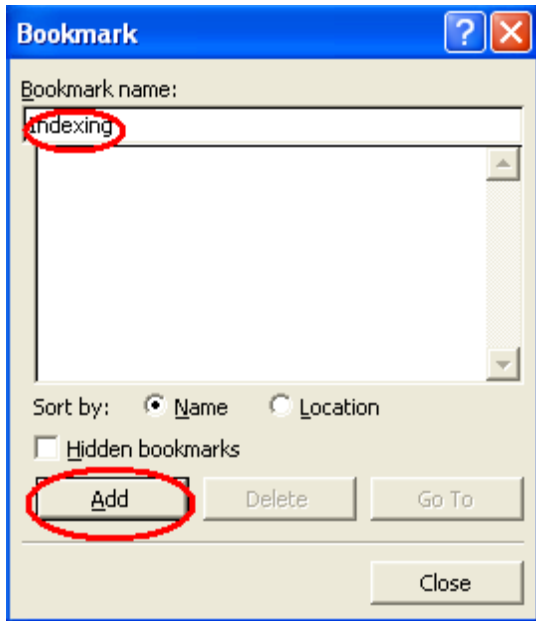 Bookmark
Bookmark name:
Indexing
Sort by: Name Location
Hidden bookmarks
Add Delete Go To
Close